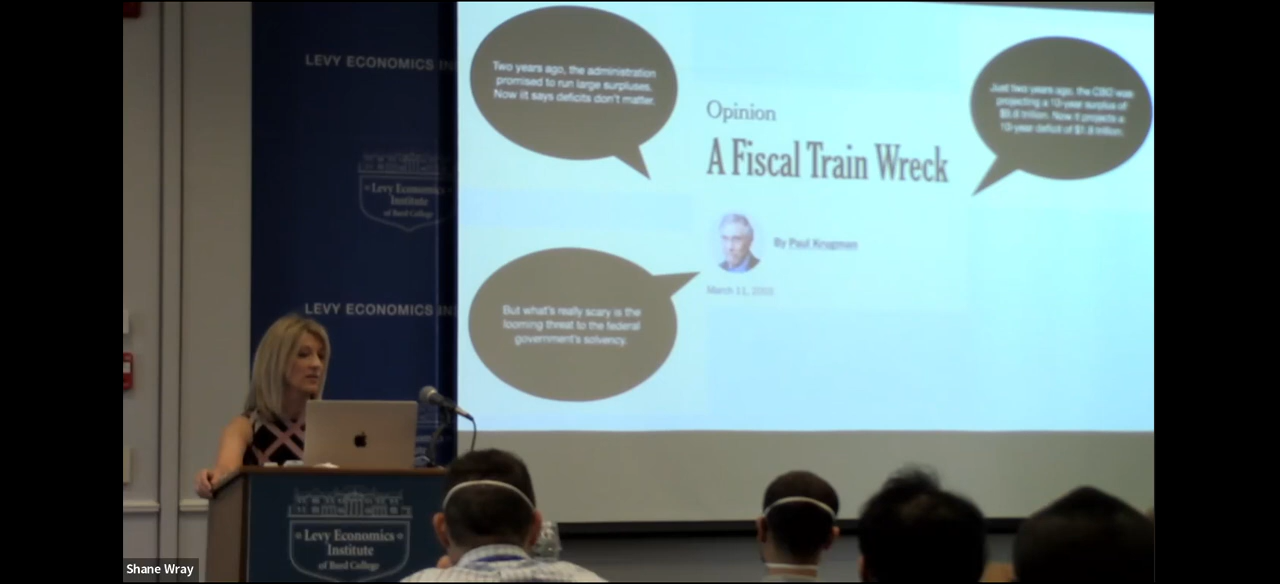 LEVY ECONOMICS IN
Levy Economics
Institute
of Bard College
LEVY ECONOMICS IN
Two years ago, the administration
promised to run large surpluses.
Now iit says deficits don't matter.
Opinion
A Fiscal Train Wreck
By Paul Krugman
March 11, 2003
Just two years ago, the CBO was
projecting a 10-year surplus of
$5.6 trillion. Now it projects a
10-year deficit of $1.8 trillion.
But what's really scary is the
looming threat to the federal
government's solvency.
Levy Economics
Institute
of Bard College
Shane Wray